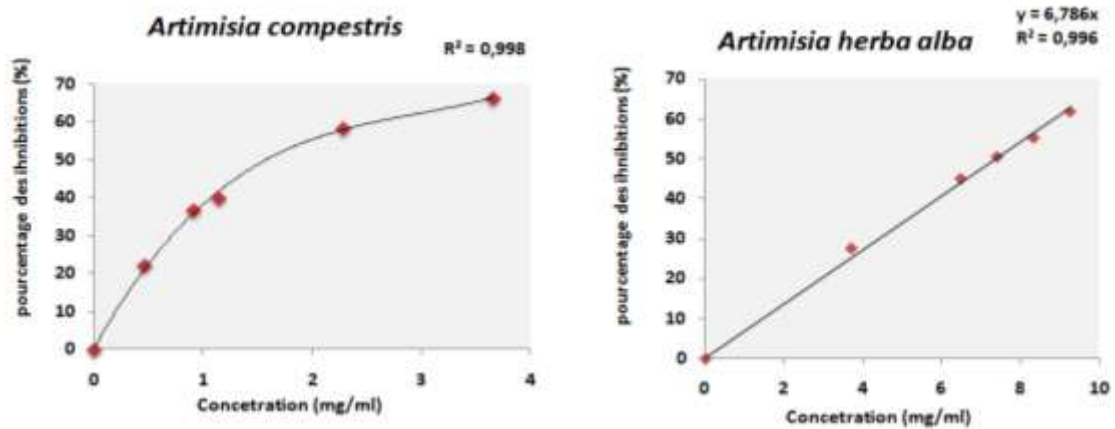 Artimisia compestris
R² = 0,998
pourcentage des ihnibitions (%)
70
60
50
40
30
20
10
0
0 1 2 3 4
Concetration (mg/ml)
y = 6,786x
R² = 0,996
Artimisia herba alba
pourcentage des ihnibitions (%)
70
60
50
40
30
20
10
0
0 2 4 6 8 10
Concetration (mg/ml)